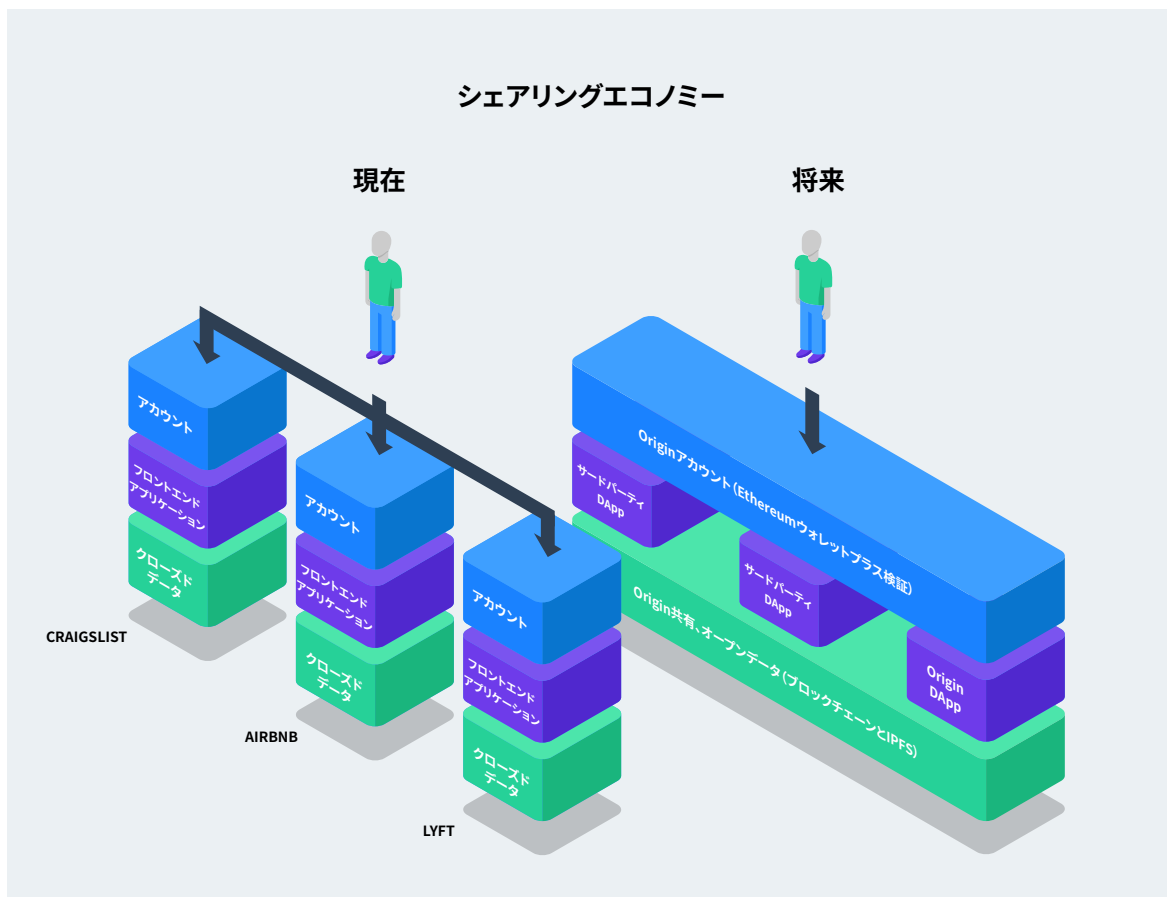 シェアリングエコノミー
現在
将来
アカウント
フロントエンド
アプリケーション
クローズド
データ
CRAIGSLIST
アカウント
フロントエンド
アプリケーション
クローズド
データ
AIRBNB
アカウント
フロントエンド
アプリケーション
クローズド
データ
LYFT
Originアカウント（Ethereumウォレットプラス検証）
サードパーティ
DApp
サードパーティ
DApp
Origin
DApp
Origin共有、オープンデータ（ブロックチェーンとIPFS）